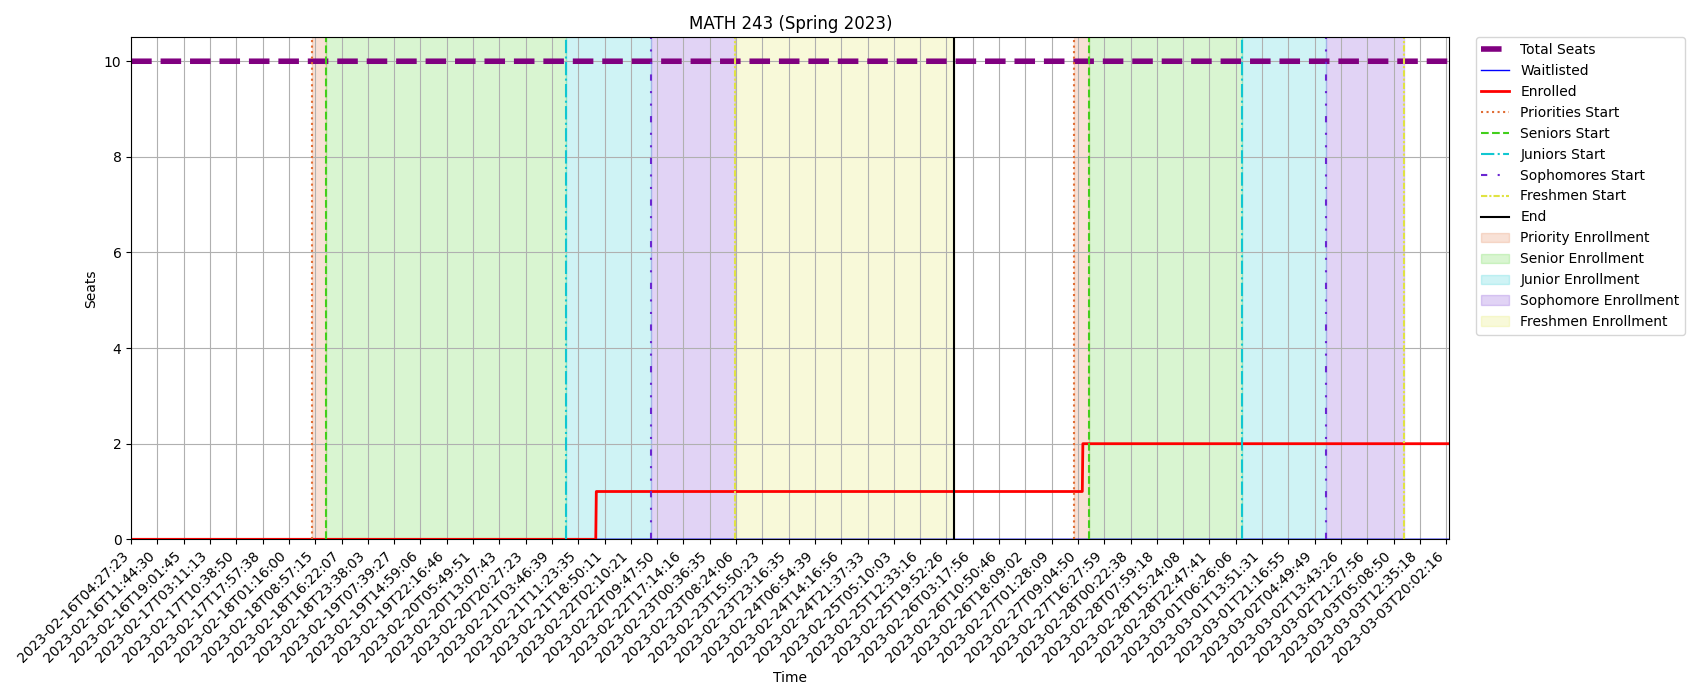 MATH 243 (Spring 2023)
10
8
6
4
2
0
Seats
2023-02-16T04:27:23
2023-02-16T11:44:30
2023-02-16T19:01:45
2023-02-17T03:11:13
2023-02-17T10:38:50
2023-02-17T17:57:38
2023-02-18T01:16:00
2023-02-18T08:57:15
2023-02-18T16:22:07
2023-02-18T23:38:03
2023-02-19T07:39:27
2023-02-19T14:59:06
2023-02-19T22:16:46
2023-02-20T05:49:51
2023-02-20T13:07:43
2023-02-20T20:27:23
2023-02-21T03:46:39
2023-02-21T11:23:35
2023-02-21T18:50:11
2023-02-22T02:10:21
2023-02-22T09:47:50
2023-02-22T17:14:16
2023-02-23T00:36:35
2023-02-23T08:24:06
2023-02-23T15:50:23
2023-02-23T23:16:35
2023-02-24T06:54:39
2023-02-24T14:16:56
2023-02-24T21:37:33
2023-02-25T05:10:03
2023-02-25T12:33:16
2023-02-25T19:52:26
2023-02-26T03:17:56
2023-02-26T10:50:46
2023-02-26T18:09:02
2023-02-27T01:28:09
2023-02-27T09:04:50
2023-02-27T16:27:59
2023-02-28T00:22:38
2023-02-28T07:59:18
2023-02-28T15:24:08
2023-02-28T22:47:41
2023-03-01T06:26:06
2023-03-01T13:51:31
2023-03-01T21:16:55
2023-03-02T04:49:49
2023-03-02T13:43:26
2023-03-02T21:27:56
2023-03-03T05:08:50
2023-03-03T12:35:18
2023-03-03T20:02:16
Time
Total Seats
Waitlisted
Enrolled
Priorities Start
Seniors Start
Juniors Start
Sophomores Start
Freshmen Start
End
Priority Enrollment
Senior Enrollment
Junior Enrollment
Sophomore Enrollment
Freshmen Enrollment